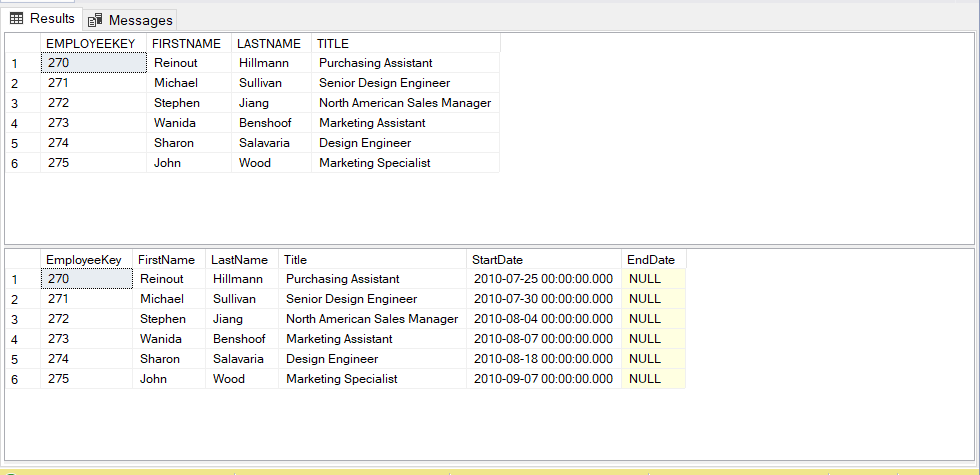 Results Messages
EMPLOYEEKEY FIRSTNAME LASTNAME TITLE
1 270 Reinout Hillmann Purchasing Assistant
2 271 Michael Sullivan Senior Design Engineer
3 272 Stephen Jiang North American Sales Manager
4 273 Wanida Benshoof Marketing Assistant
5 274 Sharon Salavaria Design Engineer
6 275 John Wood Marketing Specialist
EmployeeKey FirstName LastName Title StartDate EndDate
1 270 Reinout Hillmann Purchasing Assistant 2010-07-25 00:00:00.000 NULL
2 271 Michael Sullivan Senior Design Engineer 2010-07-30 00:00:00.000 NULL
3 272 Stephen Jiang North American Sales Manager 2010-08-04 00:00:00.000 NULL
4 273 Wanida Benshoof Marketing Assistant 2010-08-07 00:00:00.000 NULL
5 274 Sharon Salavaria Design Engineer 2010-08-18 00:00:00.000 NULL
6 275 John Wood Marketing Specialist 2010-09-07 00:00:00.000 NULL